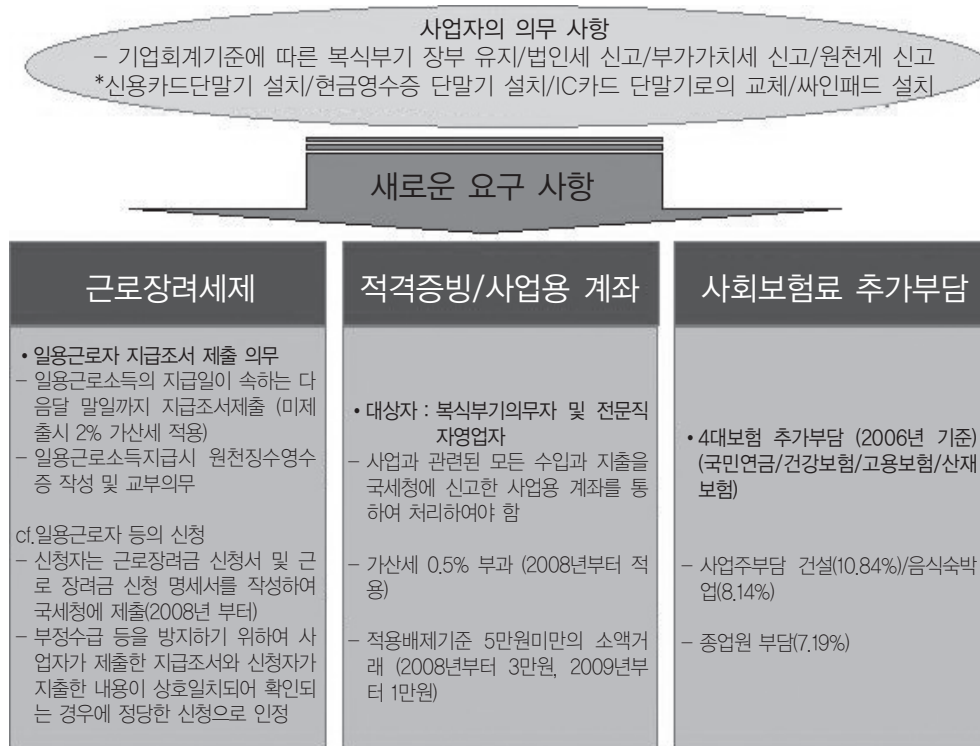 사업자의 의무 사항
- 기업회계기준에 따른 복식부기 장부 유지/법인세 신고/부가가치세 신고/원천게 신고
*신용카드단말기 설치/현금영수증 단말기 설치/IC카드 단말기로의 교체/싸인패드 설치
새로운 요구 사항
근로장려세제
• 일용근로자 지급조서 제출 의무
- 일용근로소득의 지급일이 속하는 다
음달 말일까지 지급조서제출 (미제
출시 2% 가산세 적용)
- 일용근로소득지급시 원천징수영수
증 작성 및 교부의무
cf.일용근로자 등의 신청
- 신청자는 근로장려금 신청서 및 근
로 장려금 신청 명세서를 작성하여
국세청에 제출(2008년 부터)
- 부정수급 등을 방지하기 위하여 사
업자가 제출한 지급조서와 신청자가
지출한 내용이 상호일치되어 확인되
는 경우에 정당한 신청으로 인정
적격증빙/사업용 계좌
• 대상자 : 복식부기의무자 및 전문직
자영업자
- 사업과 관련된 모든 수입과 지출을
국세청에 신고한 사업용 계좌를 통
하여 처리하여야 함
- 가산세 0.5% 부과 (2008년부터 적
용)
- 적용배제기준 5만원미만의 소액거
래 (2008년부터 3만원, 2009년부
터 1만원)
사회보험료 추가부담
• 4대보험 추가부담 (2006년 기준)
(국민연금/건강보험/고용보험/산재
보험)
- 사업주부담 건설(10.84%)/음식숙박
업(8.14%)
- 종업원 부담(7.19%)